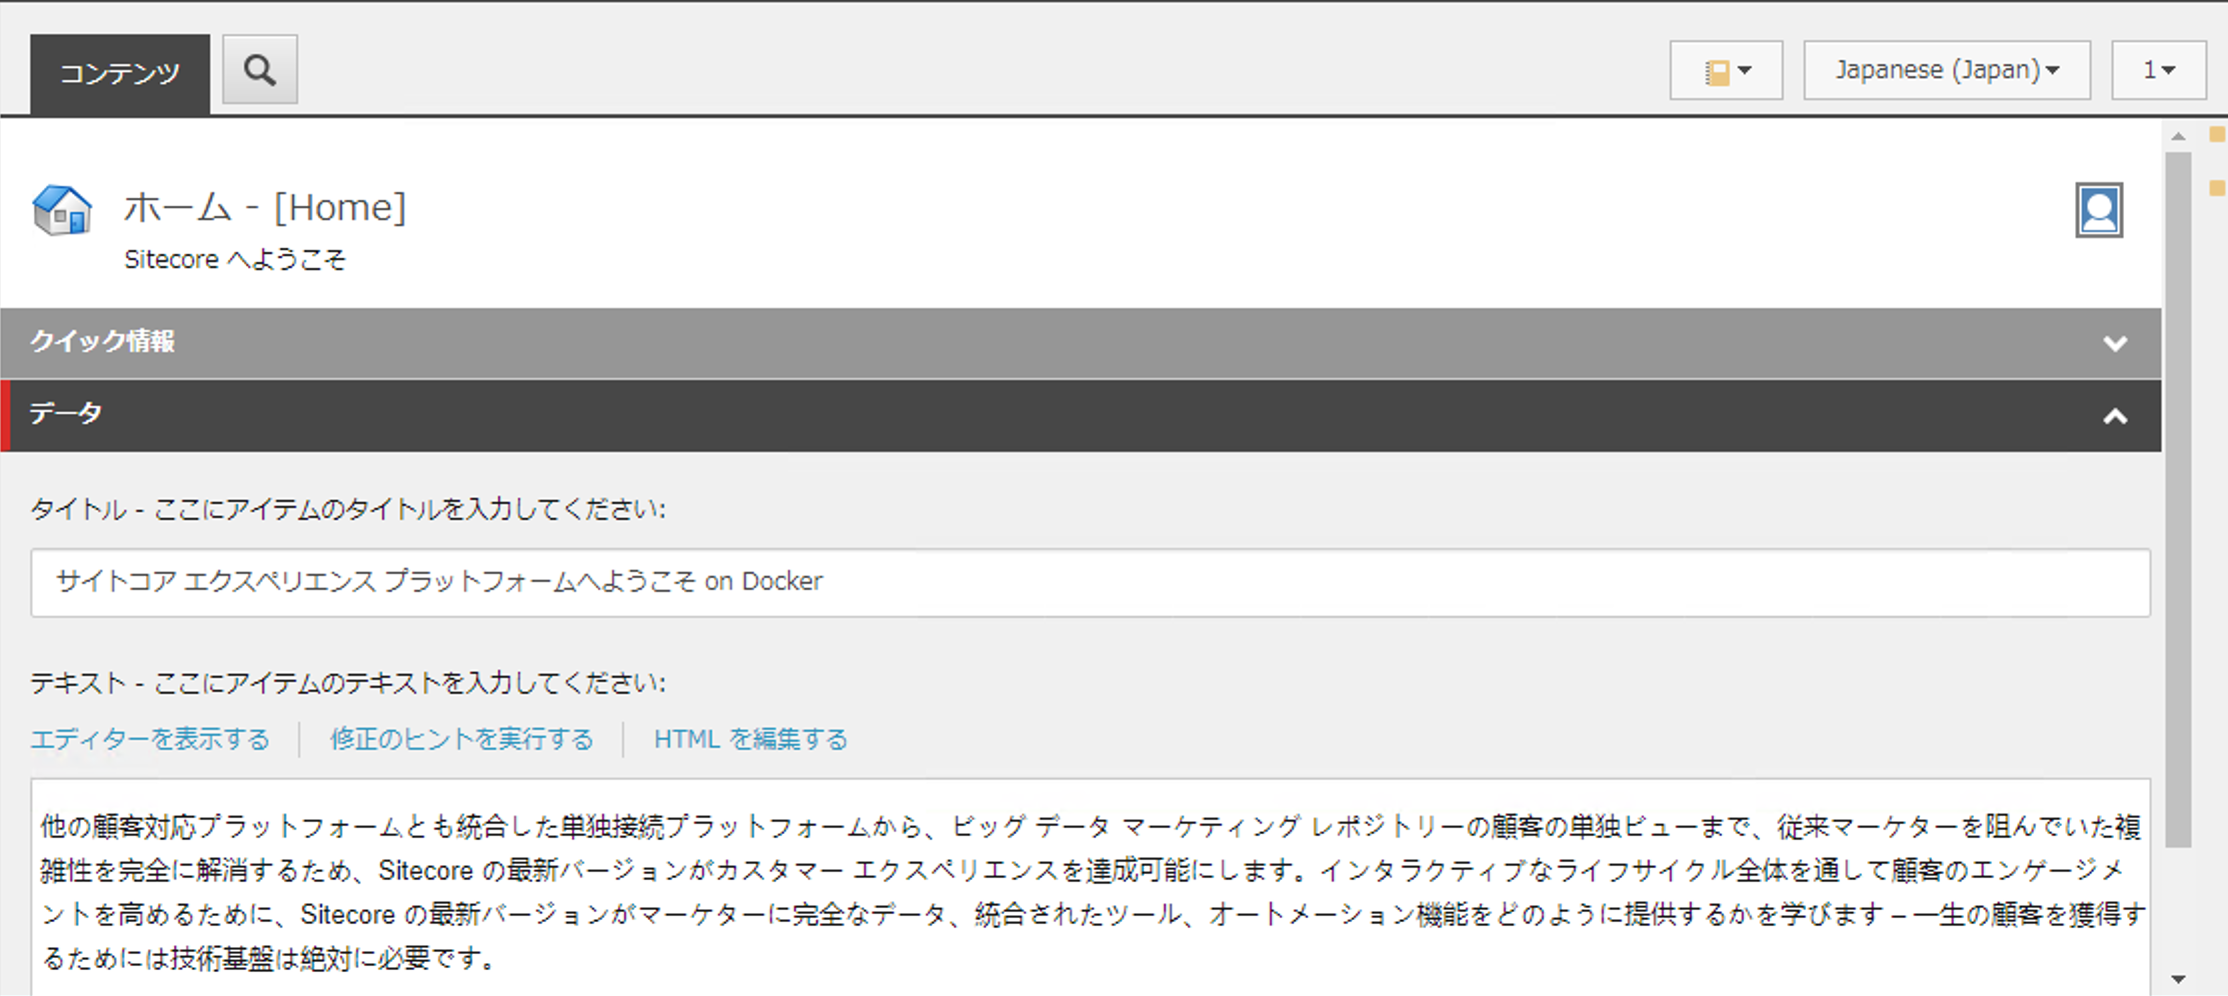 コンテンツ
Japanese (Japan)
1
ホーム - [Home]
Sitecore へようこそ
クイック情報
データ
タイトル - ここにアイテムのタイトルを入力してください:
サイトコア エクスペリエンス プラットフォームへようこそ on Docker
テキスト - ここにアイテムのテキストを入力してください:
エディターを表示する
修正のヒントを実行する
HTML を編集する
他の顧客対応プラットフォームとも統合した単独接続プラットフォームから、ビッグ データ マーケティング レポジトリーの顧客の単独ビューまで、従来マーケターを阻んでいた複
雑性を完全に解消するため、Sitecore の最新バージョンがカスタマー エクスペリエンスを達成可能にします。インタラクティブなライフサイクル全体を通して顧客のエンゲージメ
ントを高めるために、Sitecore の最新バージョンがマーケターに完全なデータ、統合されたツール、オートメーション機能をどのように提供するかを学びます – 一生の顧客を獲得す
るためには技術基盤は絶対に必要です。